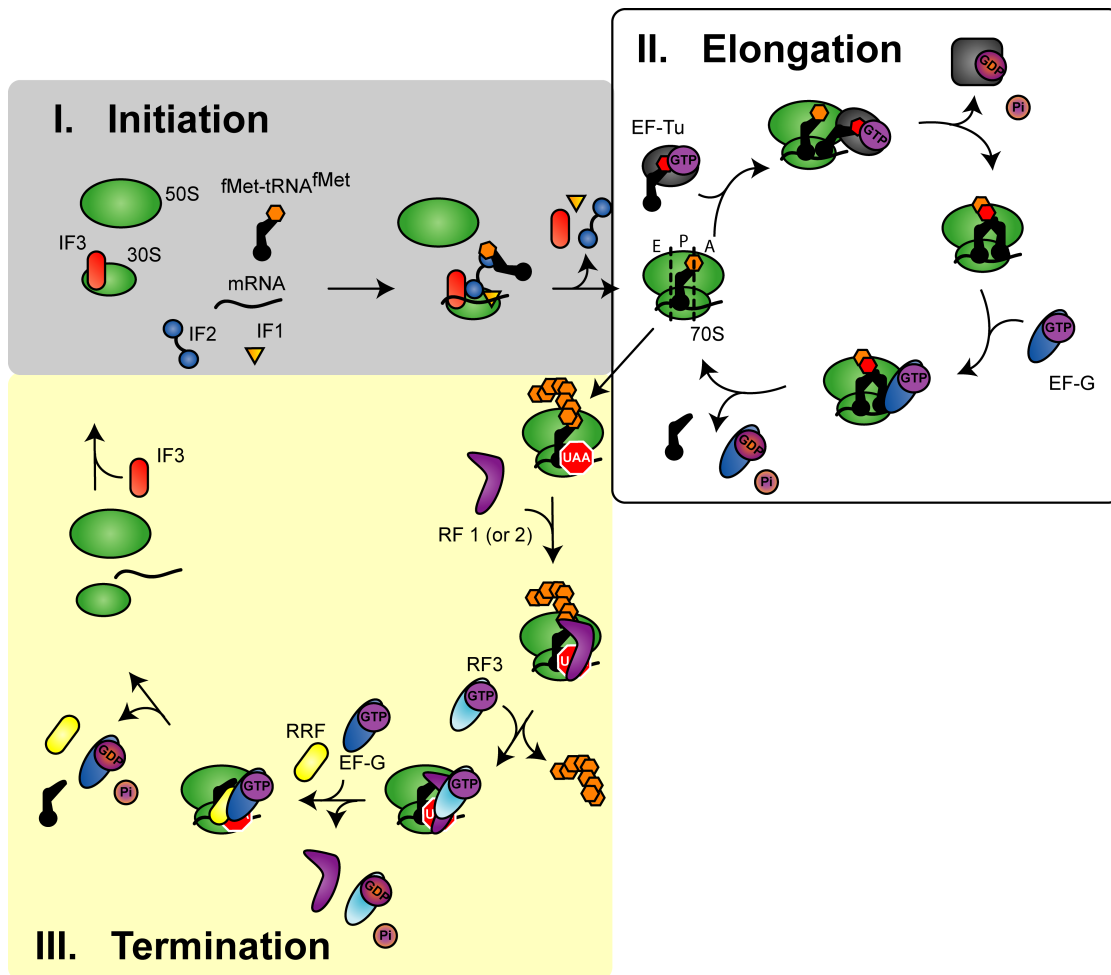 I. Initiation
50S
fMet-tRNAfMet
IF3
30S
mRNA
IF2
IF1
II. Elongation
GDP
Pi
EF-Tu
GTP
GTP
E P A
70S
GTP
EF-G
GTP
GDP
Pi
UAA
RF 1 (or 2)
IF3
RF3
GTP
RRF
GTP
EF-G
GTP
GTP
GDP
Pi
GDP
Pi
III. Termination